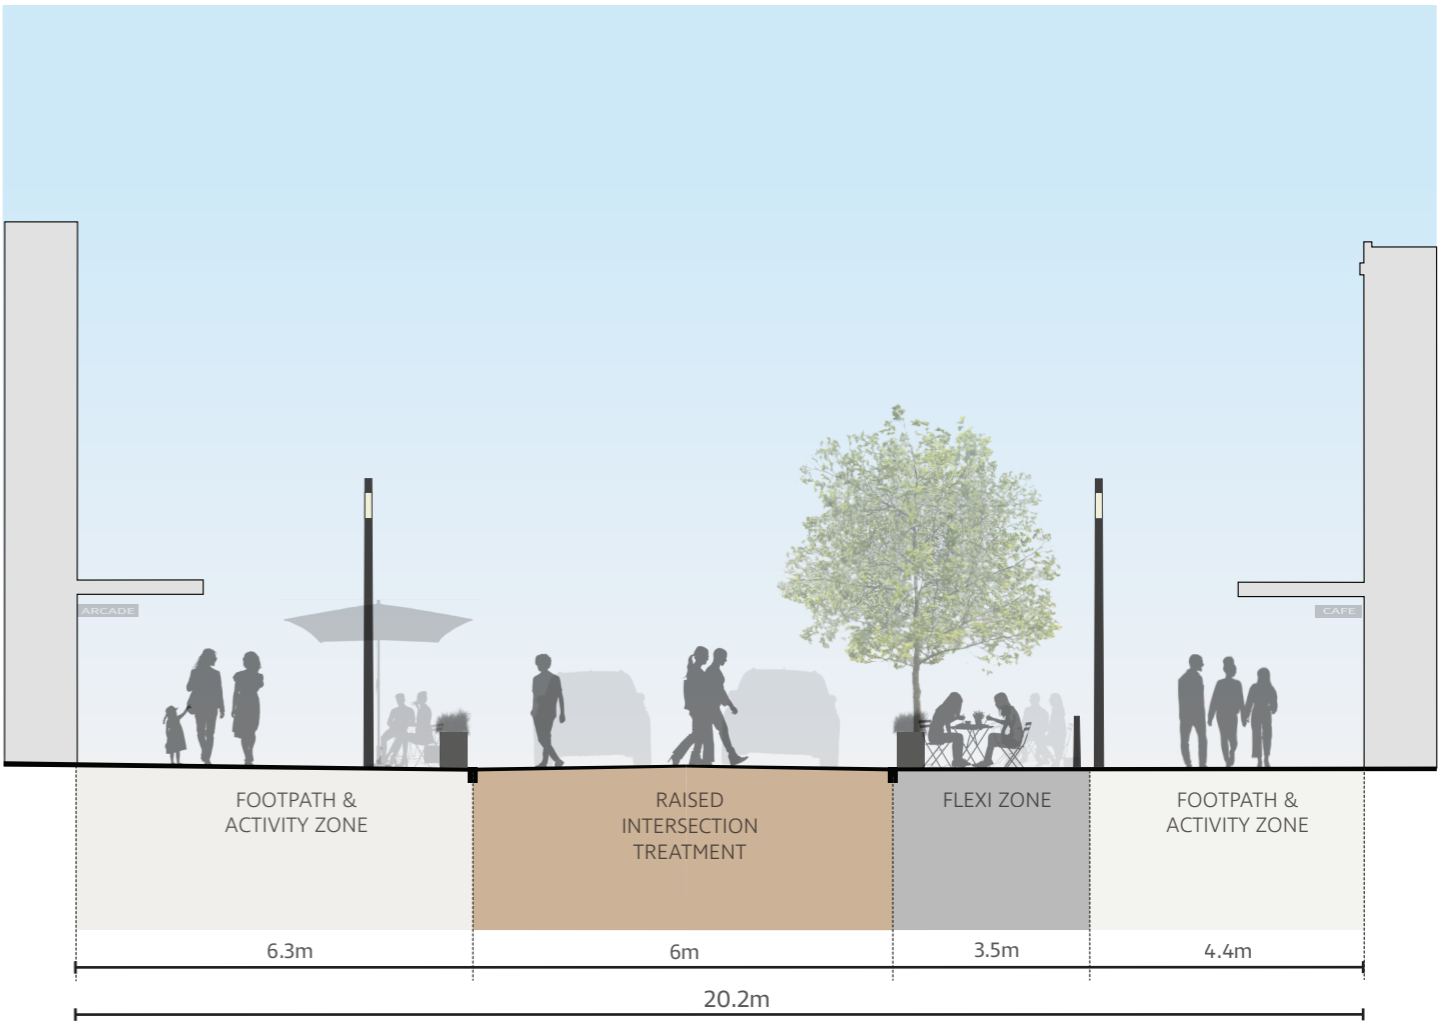 ARCADE
CAFE
FOOTPATH &
ACTIVITY ZONE
RAISED
INTERSECTION
TREATMENT
FLEXI ZONE
FOOTPATH &
ACTIVITY ZONE
6.3m
6m
3.5m
4.4m
20.2m